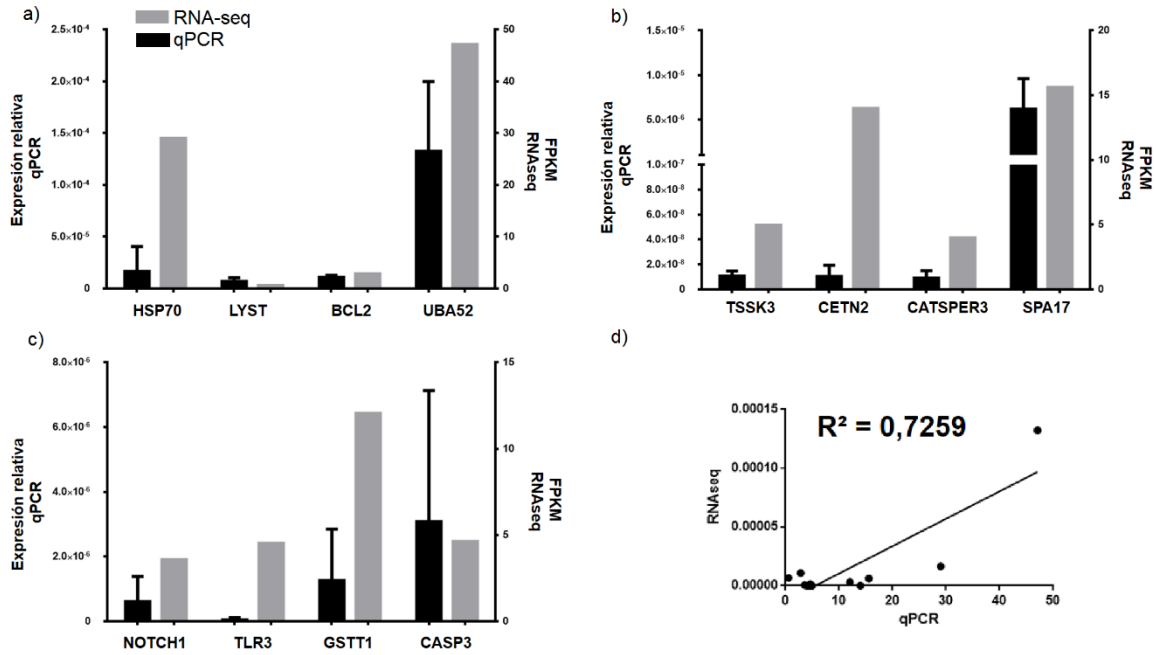 a)
RNA-seq
qPCR
Expresión relativa
qPCR
2.5×10⁻⁴
2.0×10⁻⁴
1.5×10⁻⁴
1.0×10⁻⁴
5.0×10⁻⁵
0
50
40
30
20
10
0
FPKM
RNAseq
HSP70 LYST BCL2 UBA52
b)
Expresión relativa
qPCR
1.5×10⁻⁵
1.0×10⁻⁵
5.0×10⁻⁶
1.0×10⁻⁷
8.0×10⁻⁸
6.0×10⁻⁸
4.0×10⁻⁸
2.0×10⁻⁸
0
20
15
10
5
0
FPKM
RNAseq
TSSK3 CETN2 CATSPER3 SPA17
c)
Expresión relativa
qPCR
8.0×10⁻⁶
6.0×10⁻⁶
4.0×10⁻⁶
2.0×10⁻⁶
0
15
10
5
0
FPKM
RNAseq
NOTCH1 TLR3 GSTT1 CASP3
d)
R² = 0,7259
RNAseq
0.00015
0.00010
0.00005
0.00000
0 10 20 30 40 50
qPCR